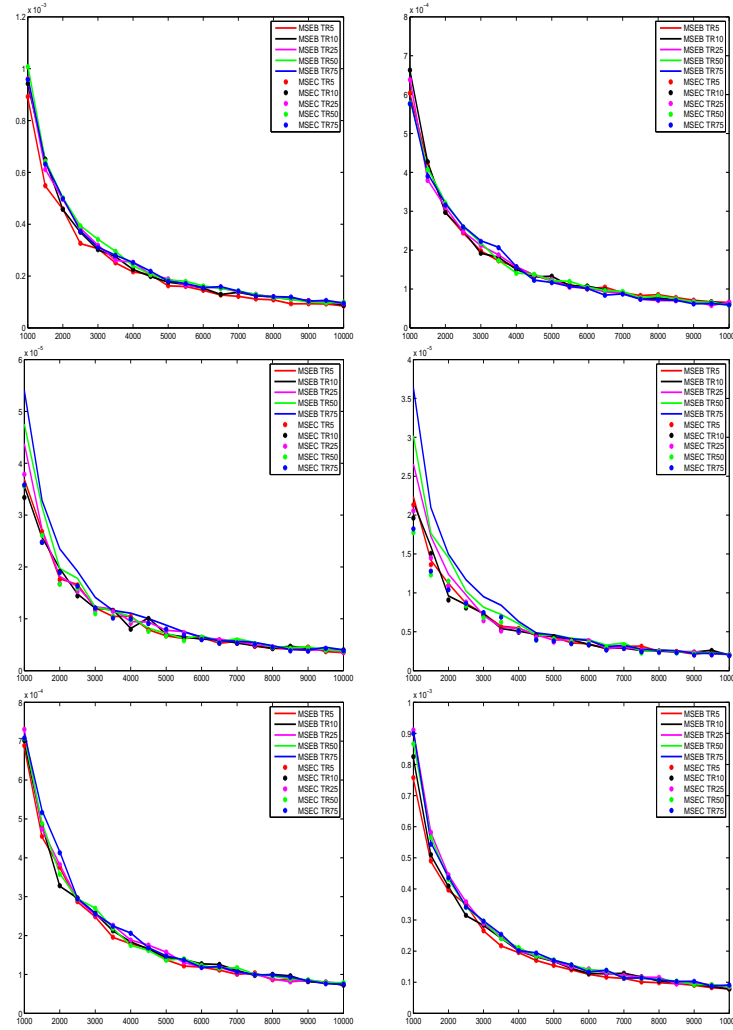 x 10⁻³
1.2
1
0.8
0.6
0.4
0.2
0
1000 2000 3000 4000 5000 6000 7000 8000 9000 10000
MSEB TR5
MSEB TR10
MSEB TR25
MSEB TR50
MSEB TR75
MSEC TR5
MSEC TR10
MSEC TR25
MSEC TR50
MSEC TR75
x 10⁻⁴
8
7
6
5
4
3
2
1
0
1000 2000 3000 4000 5000 6000 7000 8000 9000 10000
MSEB TR5
MSEB TR10
MSEB TR25
MSEB TR50
MSEB TR75
MSEC TR5
MSEC TR10
MSEC TR25
MSEC TR50
MSEC TR75
x 10⁻⁵
6
5
4
3
2
1
0
1000 2000 3000 4000 5000 6000 7000 8000 9000 10000
MSEB TR5
MSEB TR10
MSEB TR25
MSEB TR50
MSEB TR75
MSEC TR5
MSEC TR10
MSEC TR25
MSEC TR50
MSEC TR75
x 10⁻⁵
4
3.5
3
2.5
2
1.5
1
0.5
0
1000 2000 3000 4000 5000 6000 7000 8000 9000 10000
MSEB TR5
MSEB TR10
MSEB TR25
MSEB TR50
MSEB TR75
MSEC TR5
MSEC TR10
MSEC TR25
MSEC TR50
MSEC TR75
x 10⁻⁴
8
7
6
5
4
3
2
1
0
1000 2000 3000 4000 5000 6000 7000 8000 9000 10000
MSEB TR5
MSEB TR10
MSEB TR25
MSEB TR50
MSEB TR75
MSEC TR5
MSEC TR10
MSEC TR25
MSEC TR50
MSEC TR75
x 10⁻³
1
0.9
0.8
0.7
0.6
0.5
0.4
0.3
0.2
0.1
0
1000 2000 3000 4000 5000 6000 7000 8000 9000 10000
MSEB TR5
MSEB TR10
MSEB TR25
MSEB TR50
MSEB TR75
MSEC TR5
MSEC TR10
MSEC TR25
MSEC TR50
MSEC TR75